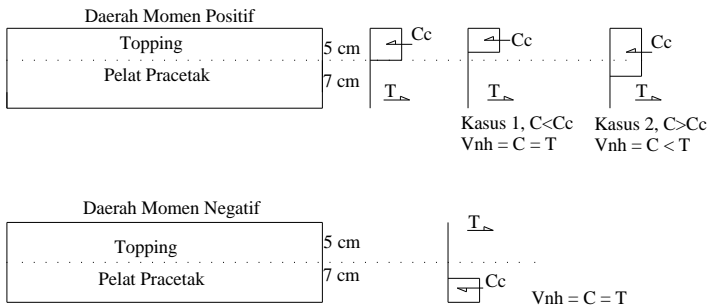 Daerah Momen Positif
Topping
5 cm
Cc
Cc
Cc
Pelat Pracetak
7 cm
T
T
T
Kasus 1, C<Cc
Vnh = C = T
Kasus 2, C>Cc
Vnh = C < T
Daerah Momen Negatif
T
Topping
5 cm
Pelat Pracetak
7 cm
Cc
Vnh = C = T